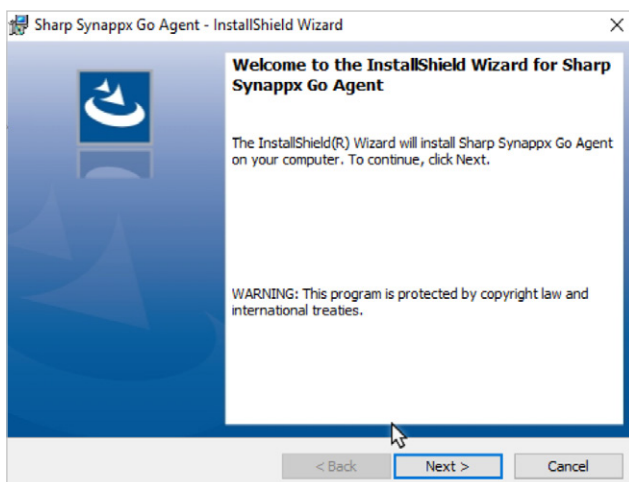 Sharp Synappx Go Agent - InstallShield Wizard
Welcome to the InstallShield Wizard for Sharp
Synappx Go Agent
The InstallShield(R) Wizard will install Sharp Synappx Go Agent
on your computer. To continue, click Next.
WARNING: This program is protected by copyright law and
international treaties.
< Back
Next >
Cancel